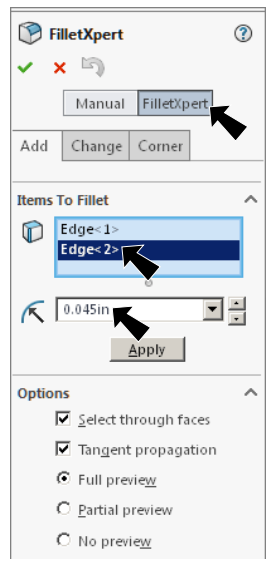 FilletXpert
Manual FilletXpert
Add Change Corner
Items To Fillet
Edge<1>
Edge<2>
0.045in
Apply
Options
Select through faces
Tangent propagation
Full preview
Partial preview
No preview